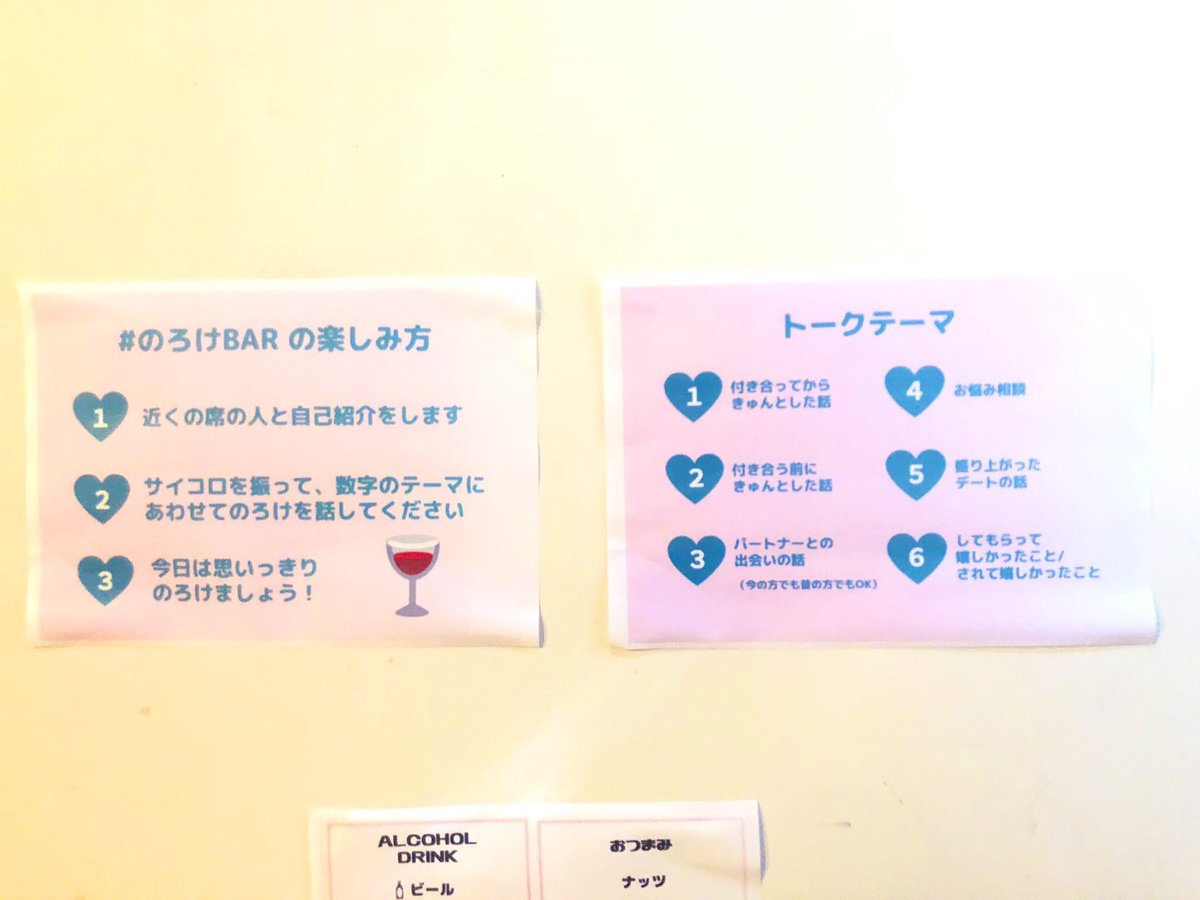 #のろけBAR の楽しみ方
1
近くの席の人と自己紹介をします
2
サイコロを振って、数字のテーマに
あわせてのろけを話してください
3
今日は思いっきり
のろけましょう！
トークテーマ
1
付き合ってから
きゅんとした話
2
付き合う前に
きゅんとした話
3
パートナーとの
出会いの話
（今の方でも昔の方でもOK）
4
お悩み相談
5
盛り上がった
デートの話
6
してもらって
嬉しかったこと/
されて嬉しかったこと
ALCOHOL
DRINK
ビール
おつまみ
ナッツ